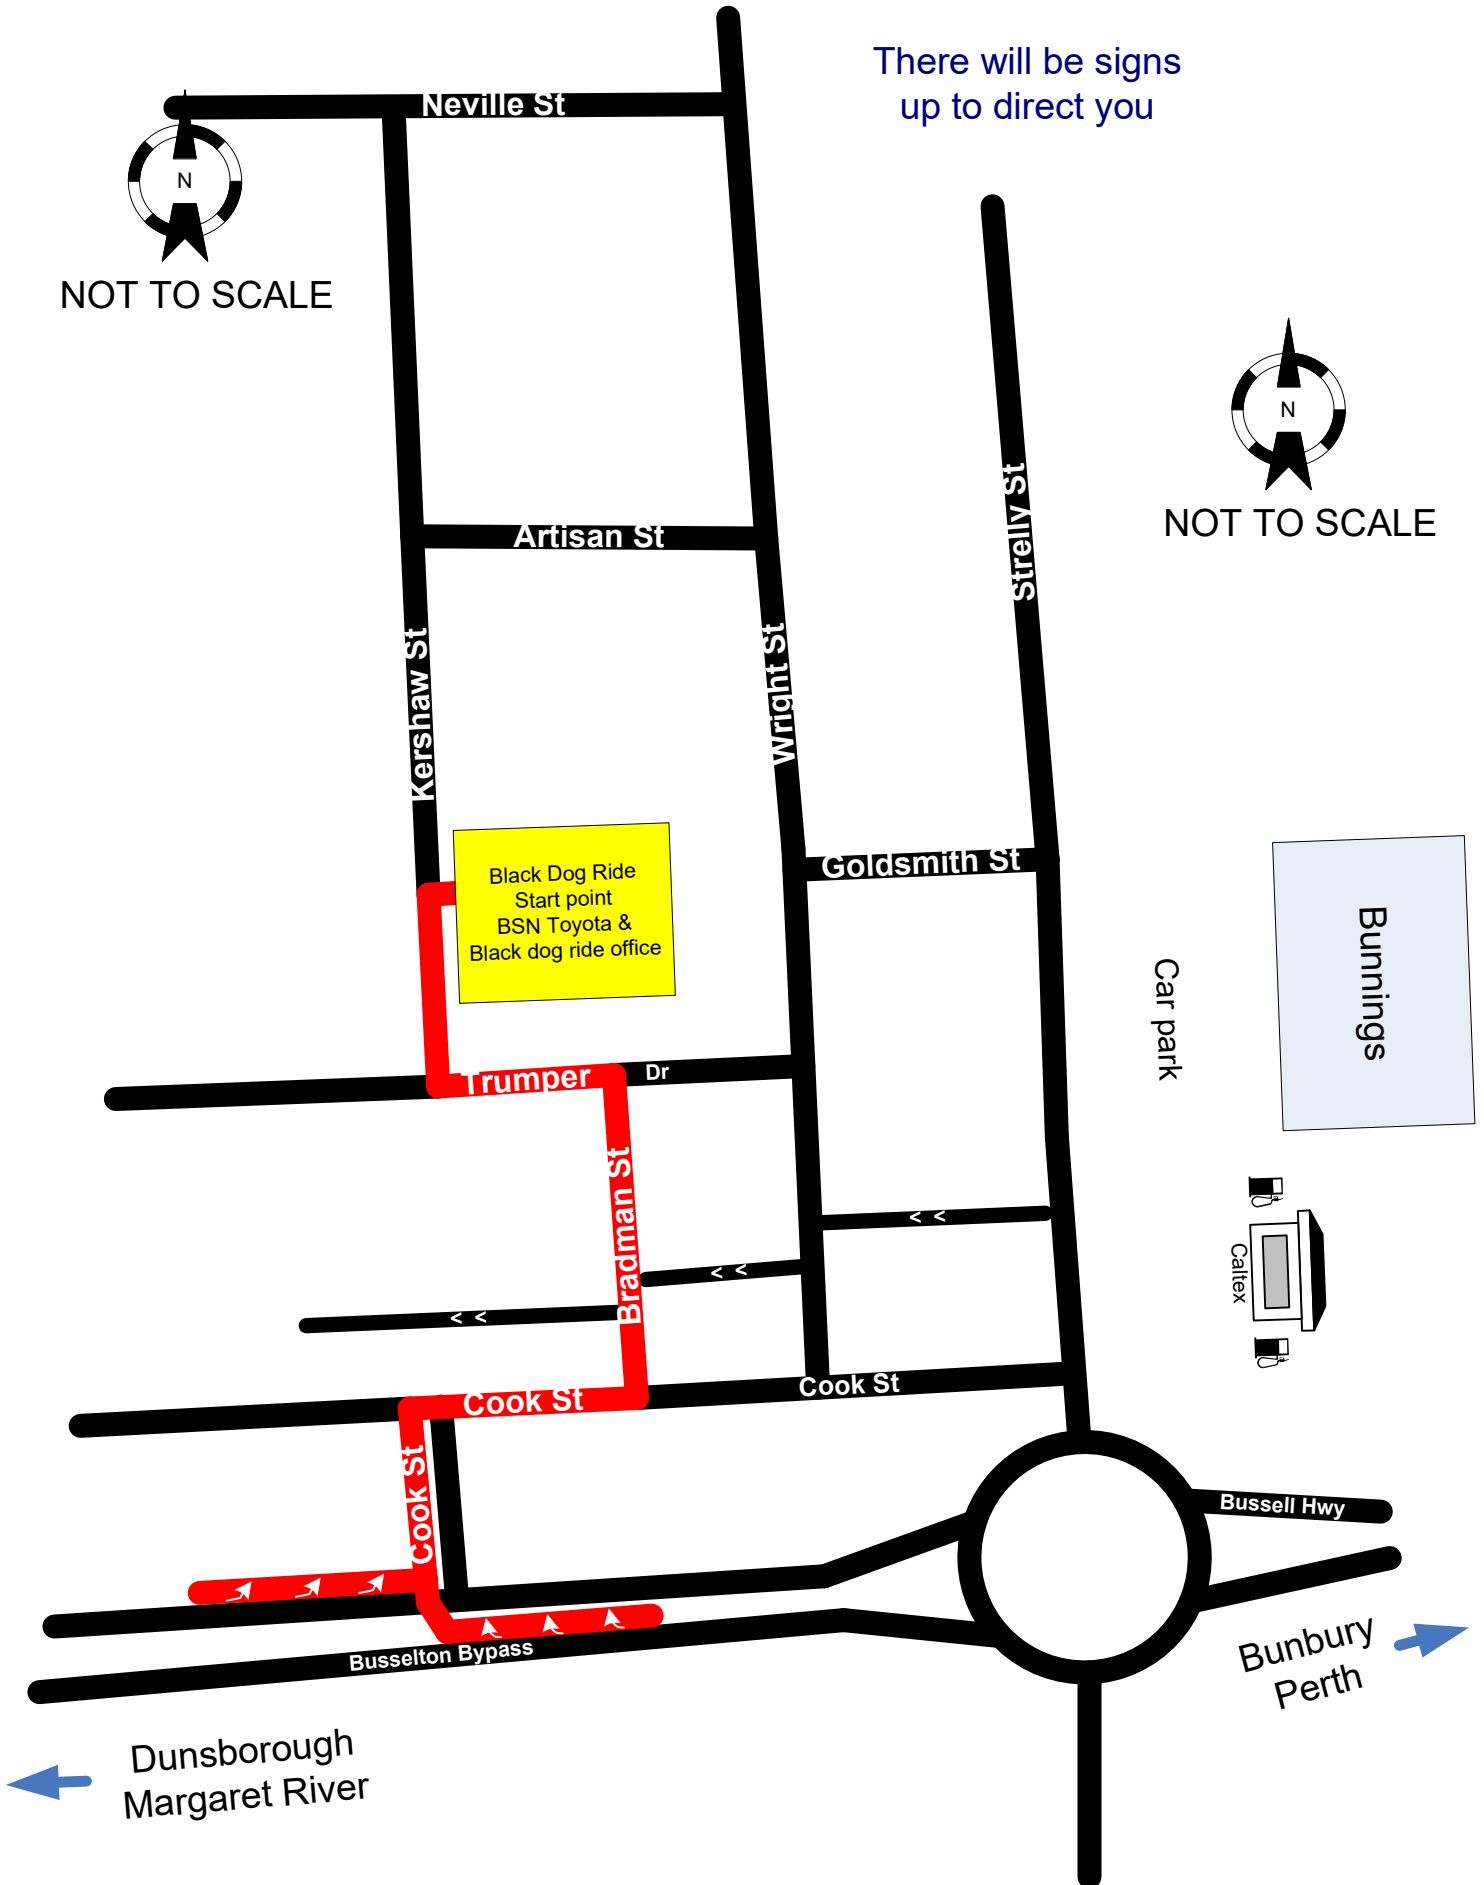 There will be signs
up to direct you
Neville St
N
NOT TO SCALE
N
NOT TO SCALE
Strelly St
Artisan St
Kershaw St
Wright St
Black Dog Ride
Start point
BSN Toyota &
Black dog ride office
Goldsmith St
Bunnings
Car park
Trumper
Dr
Bradman St
< <
< <
< <
Caltex
Cook St
Cook St
Cook St
Bussell Hwy
Busselton Bypass
Bunbury
Perth
Dunsborough
Margaret River